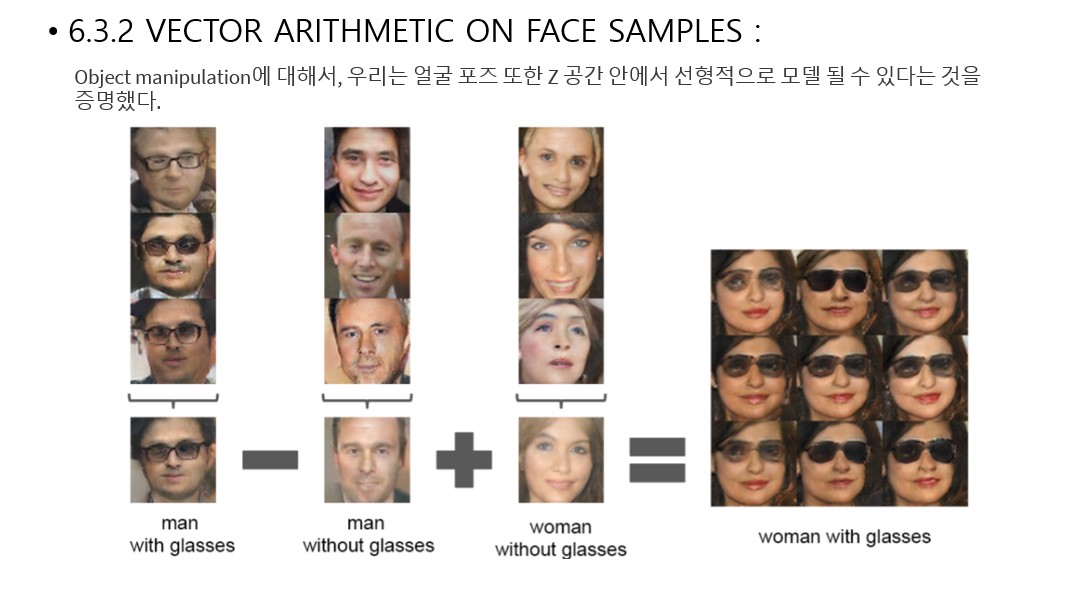 • 6.3.2 VECTOR ARITHMETIC ON FACE SAMPLES :
Object manipulation에 대해서, 우리는 얼굴 포즈 또한 Z 공간 안에서 선형적으로 모델 될 수 있다는 것을
증명했다.
man
with glasses
man
without glasses
woman
without glasses
woman with glasses